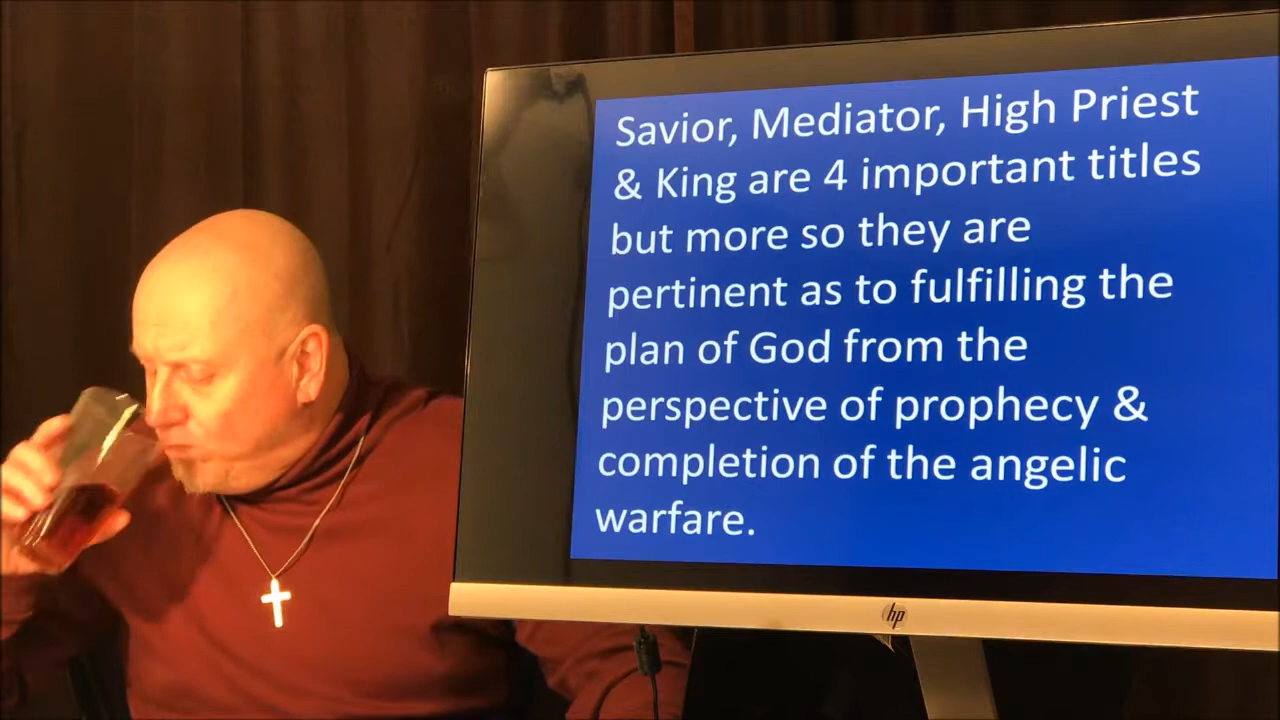 Savior, Mediator, High Priest
& King are 4 important titles
but more so they are
pertinent as to fulfilling the
plan of God from the
perspective of prophecy &
completion of the angelic
warfare.
hp